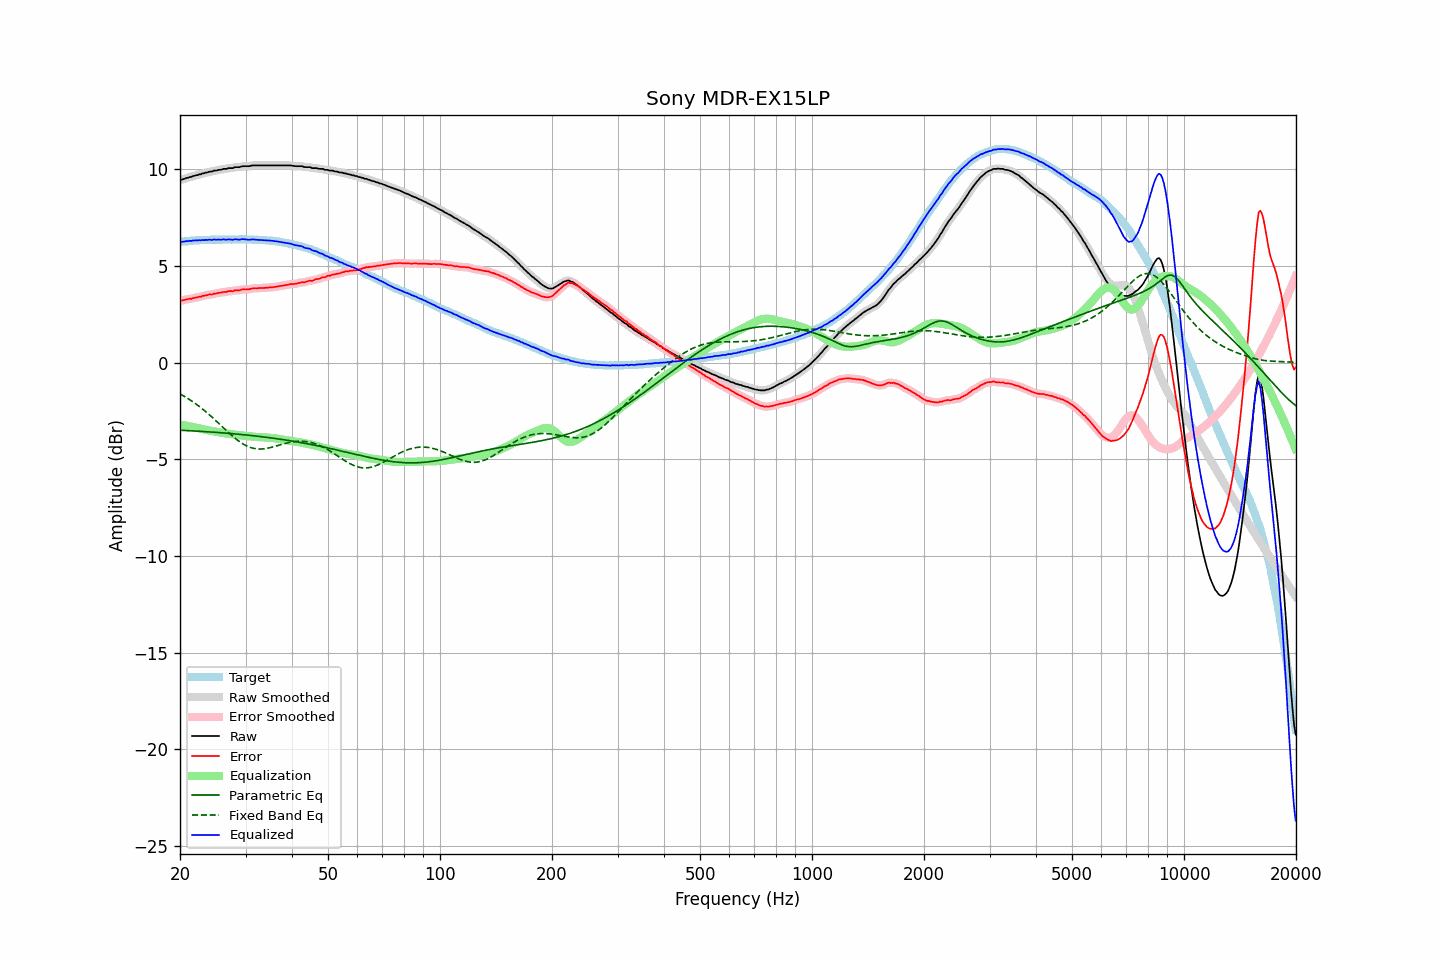 Sony MDR-EX15LP
Amplitude (dBr)
10
5
0
−5
−10
−15
−20
−25
Target
Raw Smoothed
Error Smoothed
Raw
Error
Equalization
Parametric Eq
Fixed Band Eq
Equalized
20 50 100 200 500 1000 2000 5000 10000 20000
Frequency (Hz)